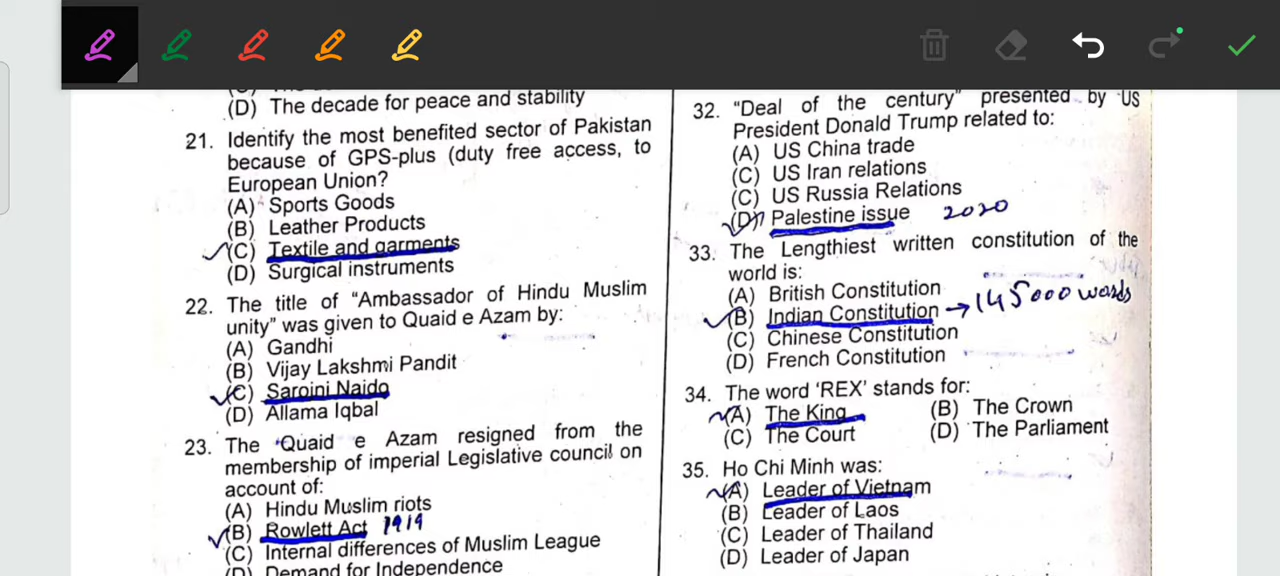 (D) The decade for peace and stability
21. Identify the most benefited sector of Pakistan
because of GPS-plus (duty free access, to
European Union?
(A) Sports Goods
(B) Leather Products
(C) Textile and garments
(D) Surgical instruments
22. The title of "Ambassador of Hindu Muslim
unity" was given to Quaid e Azam by:
(A) Gandhi
(B) Vijay Lakshmi Pandit
(C) Saroini Naido
(D) Allama Iqbal
23. The Quaid e Azam resigned from the
membership of imperial Legislative council on
account of:
(A) Hindu Muslim riots
(B) Rowlett Act 1919
(C) Internal differences of Muslim League
(D) Demand for Independence
32. "Deal of the century" presented by US
President Donald Trump related to:
(A) US China trade
(C) US Iran relations
(C) US Russia Relations
(D) Palestine issue 2020
33. The Lengthiest written constitution of the
world is:
(A) British Constitution
(B) Indian Constitution → 145000 words
(C) Chinese Constitution
(D) French Constitution
34. The word 'REX' stands for:
(A) The King (B) The Crown
(C) The Court (D) The Parliament
35. Ho Chi Minh was:
(A) Leader of Vietnam
(B) Leader of Laos
(C) Leader of Thailand
(D) Leader of Japan